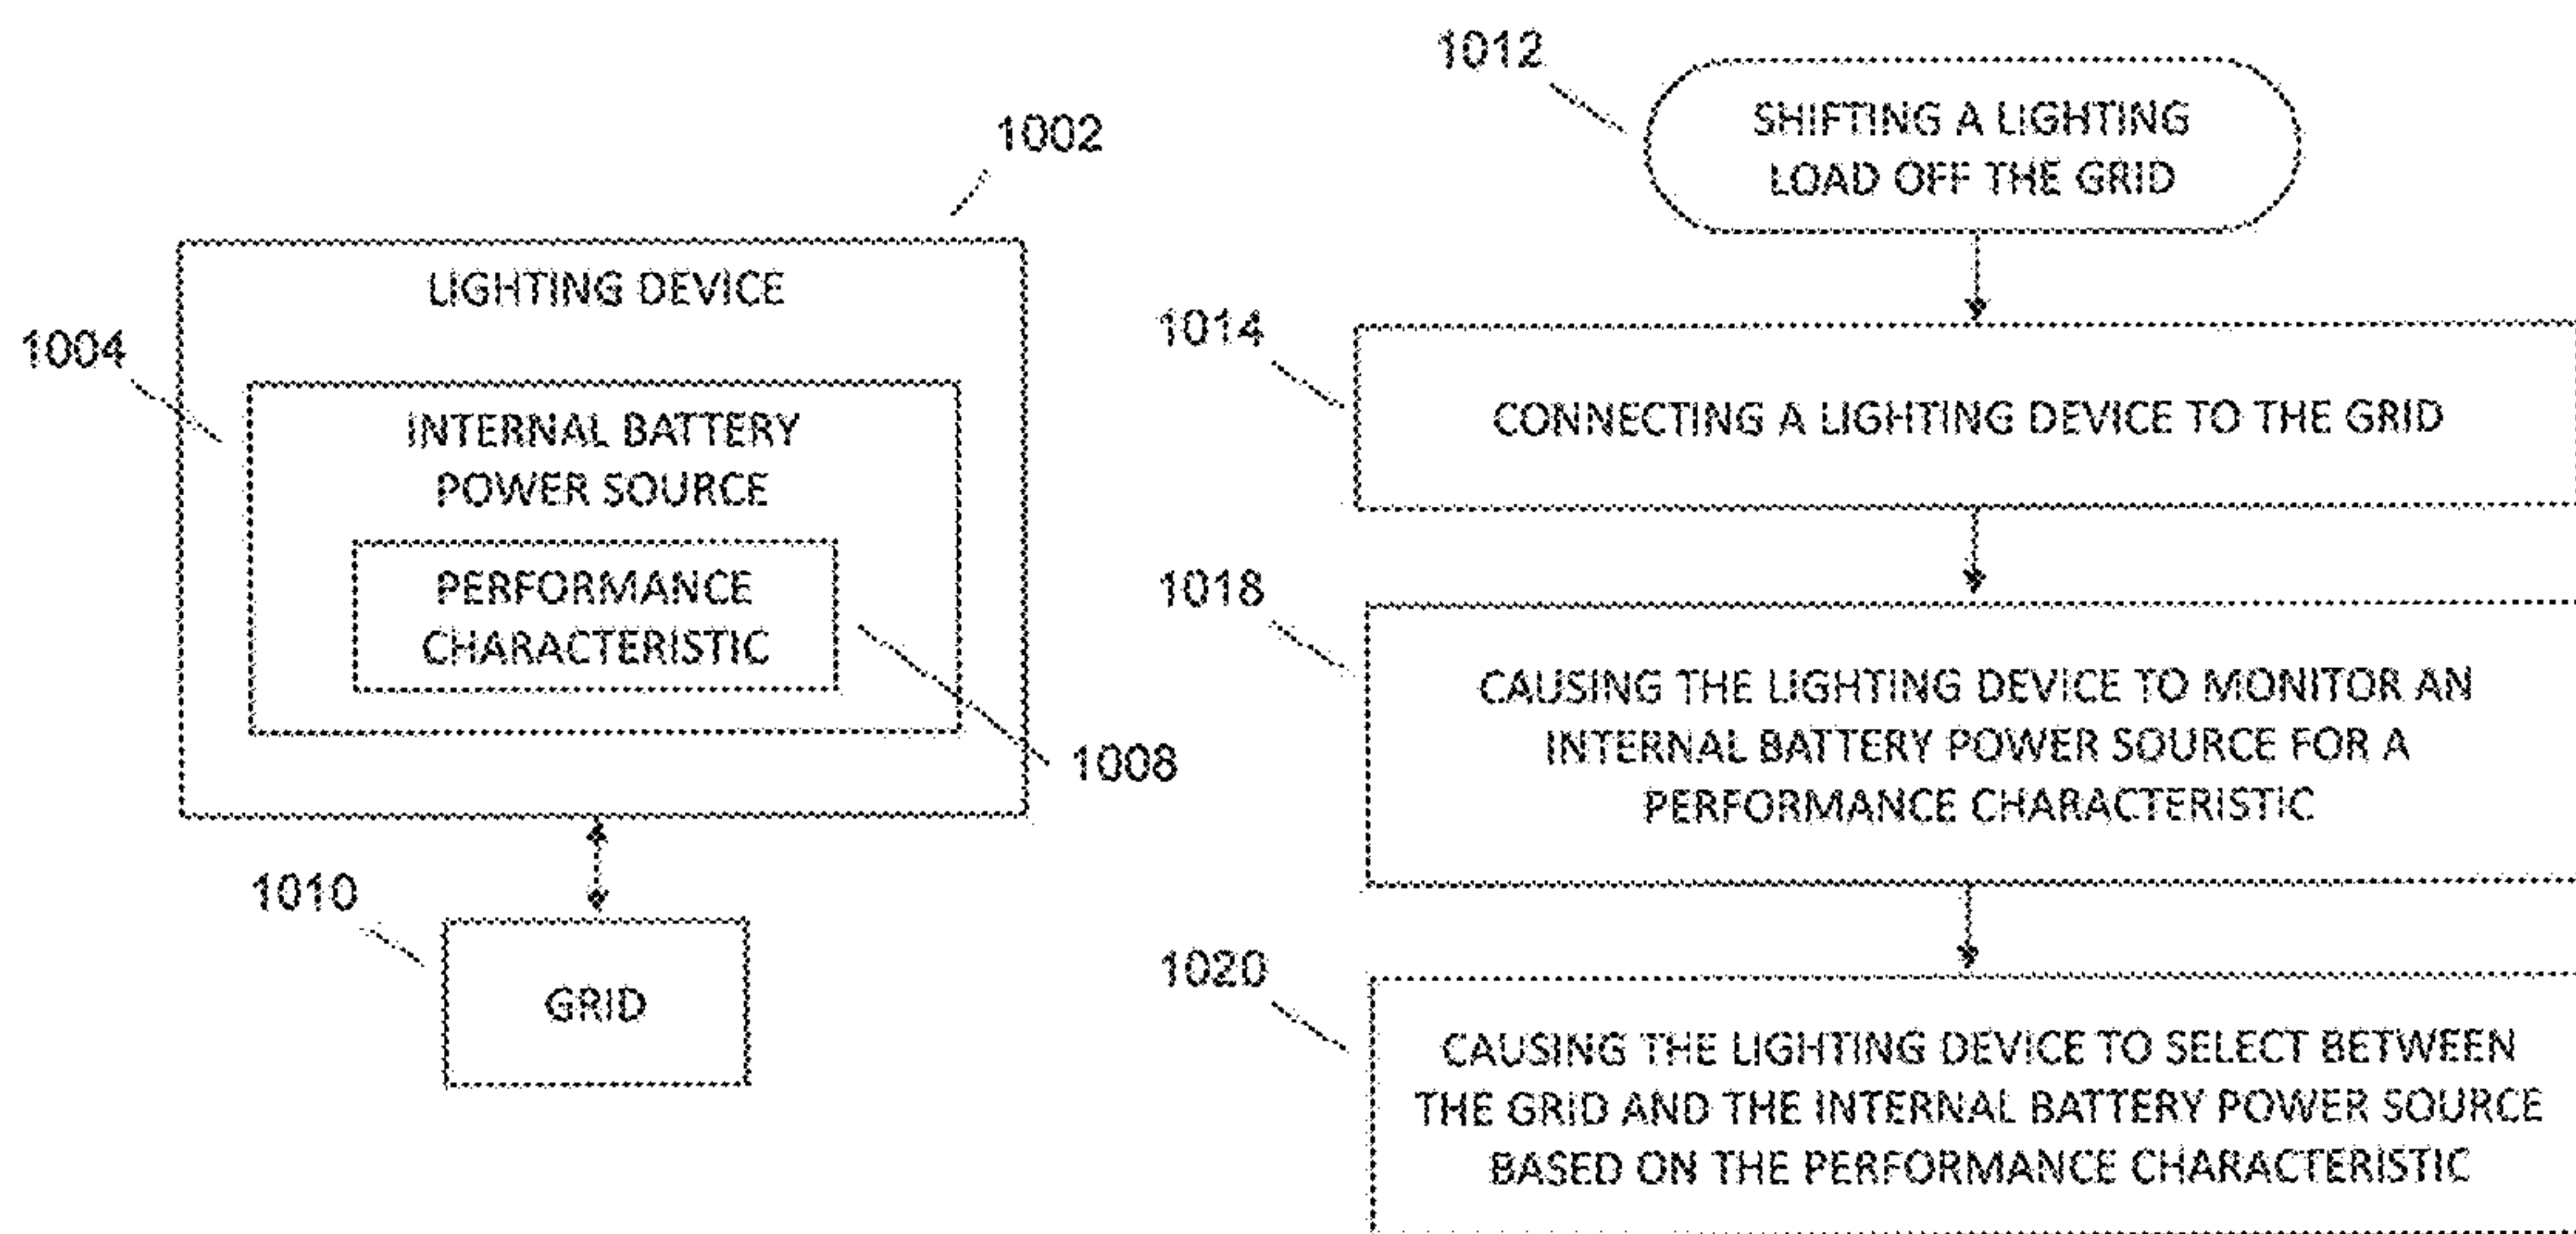 1002
LIGHTING DEVICE
1004
INTERNAL BATTERY
POWER SOURCE
PERFORMANCE
CHARACTERISTIC
1008
1010
GRID
1012
SHIFTING A LIGHTING
LOAD OFF THE GRID
1014
CONNECTING A LIGHTING DEVICE TO THE GRID
1018
CAUSING THE LIGHTING DEVICE TO MONITOR AN
INTERNAL BATTERY POWER SOURCE FOR A
PERFORMANCE CHARACTERISTIC
1020
CAUSING THE LIGHTING DEVICE TO SELECT BETWEEN
THE GRID AND THE INTERNAL BATTERY POWER SOURCE
BASED ON THE PERFORMANCE CHARACTERISTIC